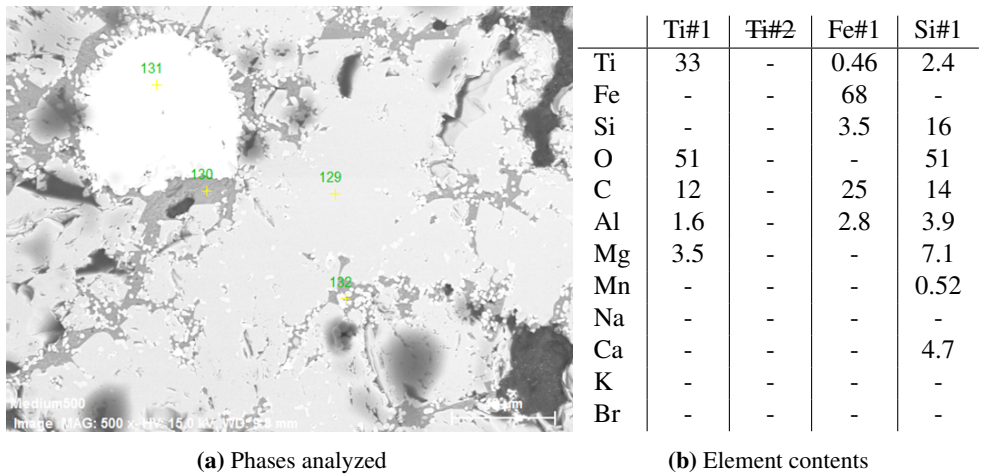 131
130
129
132
Medium500
Image MAG: 500 x HV: 15.0 kV WD:
µm
Ti#1 Ti#2 Fe#1 Si#1
Ti 33 - 0.46 2.4
Fe - - 68 -
Si - - 3.5 16
O 51 - - 51
C 12 - 25 14
Al 1.6 - 2.8 3.9
Mg 3.5 - - 7.1
Mn - - - 0.52
Na - - - -
Ca - - - 4.7
K - - - -
Br - - - -
(a) Phases analyzed
(b) Element contents